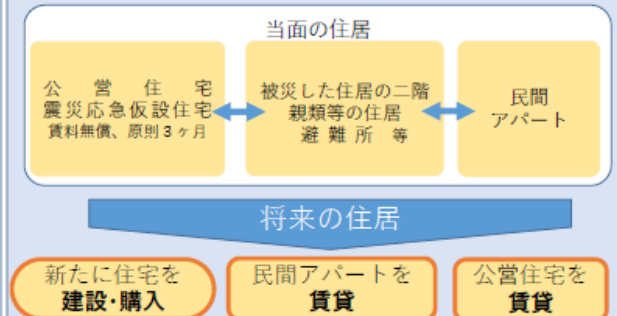 当面の住居
公営住宅
震災応急仮設住宅
賃料無償、原則3ヶ月
被災した住居の二階
親類等の住居
避難所 等
民間
アパート
将来の住居
新たに住宅を
建設･購入
民間アパートを
賃貸
公営住宅を
賃貸